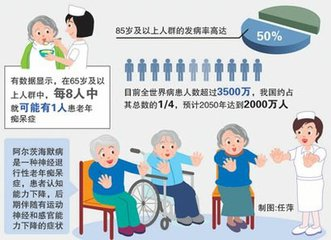 85岁及以上人群的发病率高达
50%
有数据显示，在65岁及以
上人群中，每8人中
就可能有1人患老年
痴呆症
目前全世界病患人数超过3500万，我国约占
其总数的1/4，预计2050年达到2000万人
阿尔茨海默病
是一种神经退
行性老年痴呆
症，患者认知
能力下降，后
期伴随有运动
神经和感官能
力下降的症状
制图:任萍